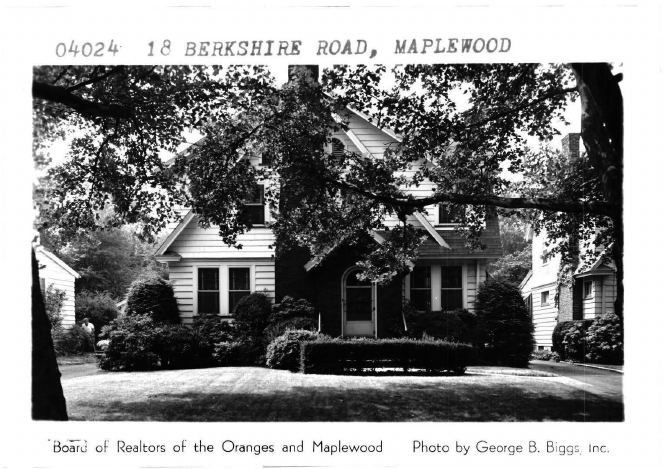 04024 18 BERKSHIRE ROAD, MAPLEWOOD
Board of Realtors of the Oranges and Maplewood Photo by George B. Biggs, Inc.